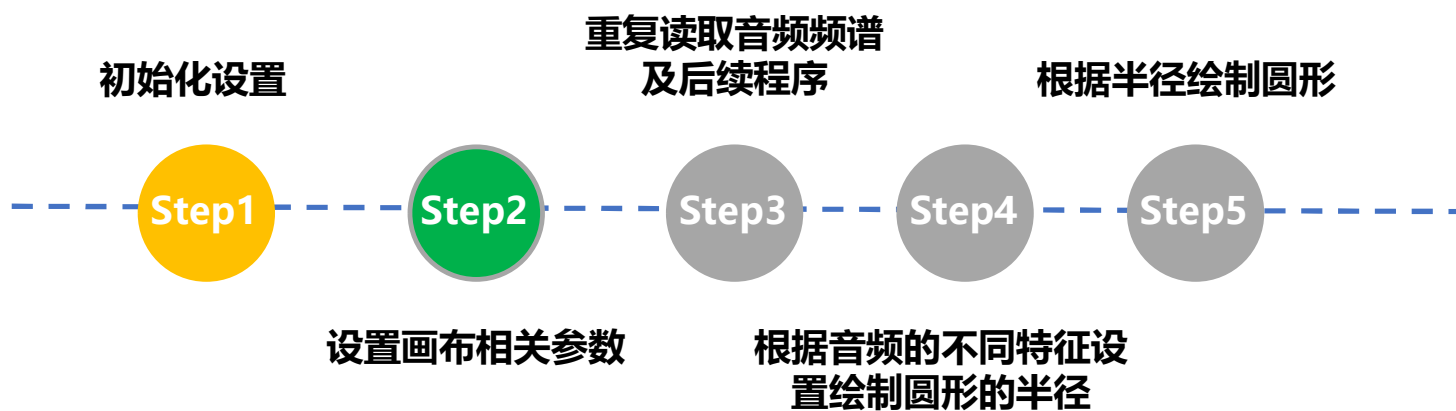 初始化设置
重复读取音频频谱
及后续程序
根据半径绘制圆形
Step1
Step2
Step3
Step4
Step5
设置画布相关参数
根据音频的不同特征设
置绘制圆形的半径